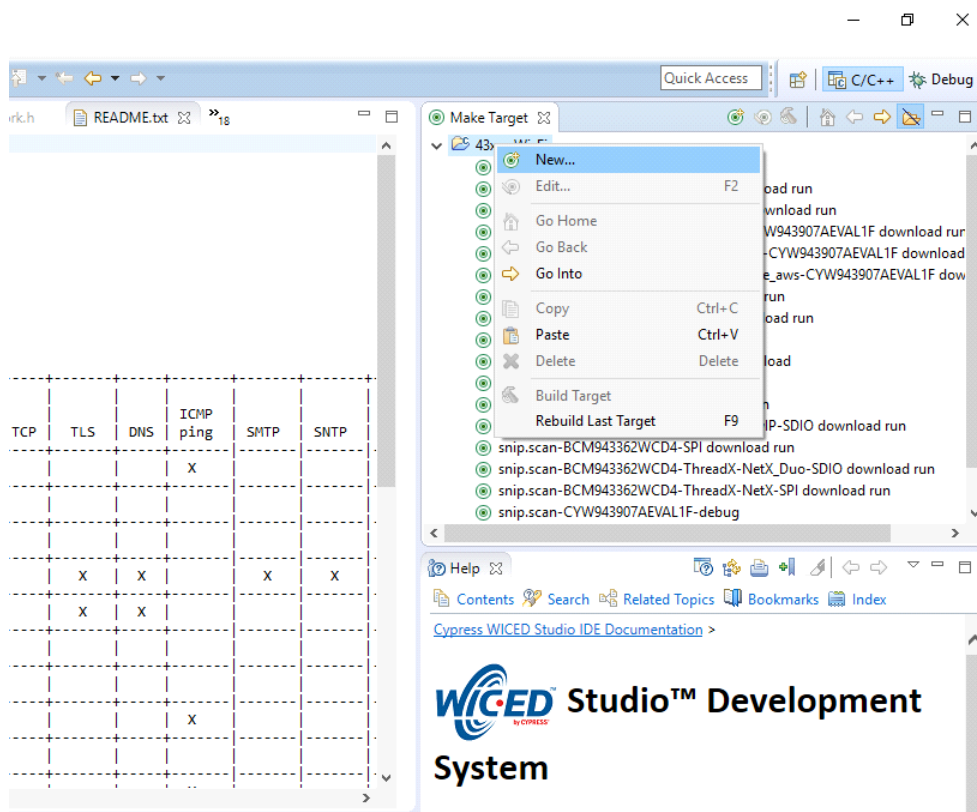 Quick Access
C/C++
Debug
rk.h
README.txt
18
Make Target
43x
New...
Edit...
F2
oad run
wnload run
Go Home
W943907AEVAL1F download run
Go Back
-CYW943907AEVAL1F download
Go Into
e_aws-CYW943907AEVAL1F dow
run
Copy
Ctrl+C
oad run
Paste
Ctrl+V
Delete
Delete
load
Build Target
Rebuild Last Target
F9
IP-SDIO download run
snip.scan-BCM943362WCD4-SPI download run
snip.scan-BCM943362WCD4-ThreadX-NetX_Duo-SDIO download run
snip.scan-BCM943362WCD4-ThreadX-NetX-SPI download run
snip.scan-CYW943907AEVAL1F-debug
ICMP
TCP | TLS | DNS | ping | SMTP | SNTP
X
X X X X
X X
X
Help
Contents Search Related Topics Bookmarks Index
Cypress WICED Studio IDE Documentation >
WICED Studio™ Development
by CYPRESS
System